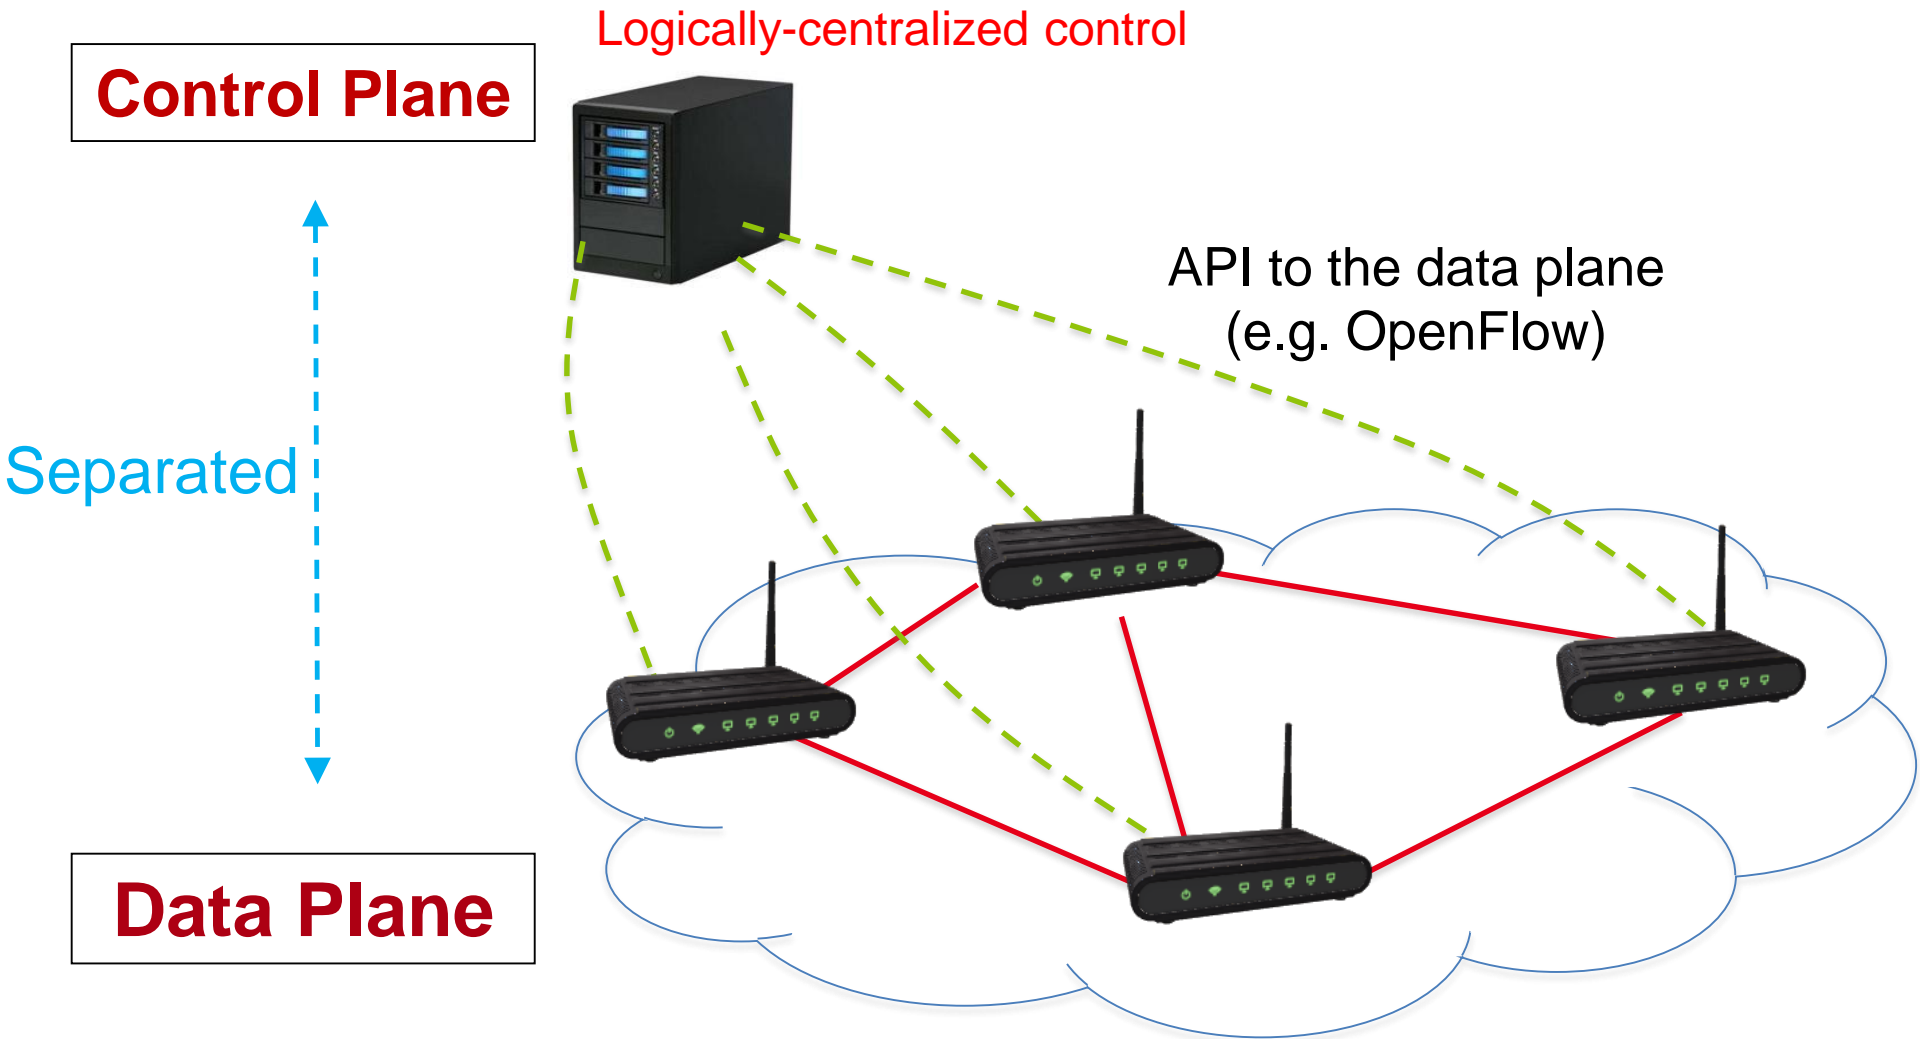 Logically-centralized control
Control Plane
API to the data plane
(e.g. OpenFlow)
Separated
Data Plane